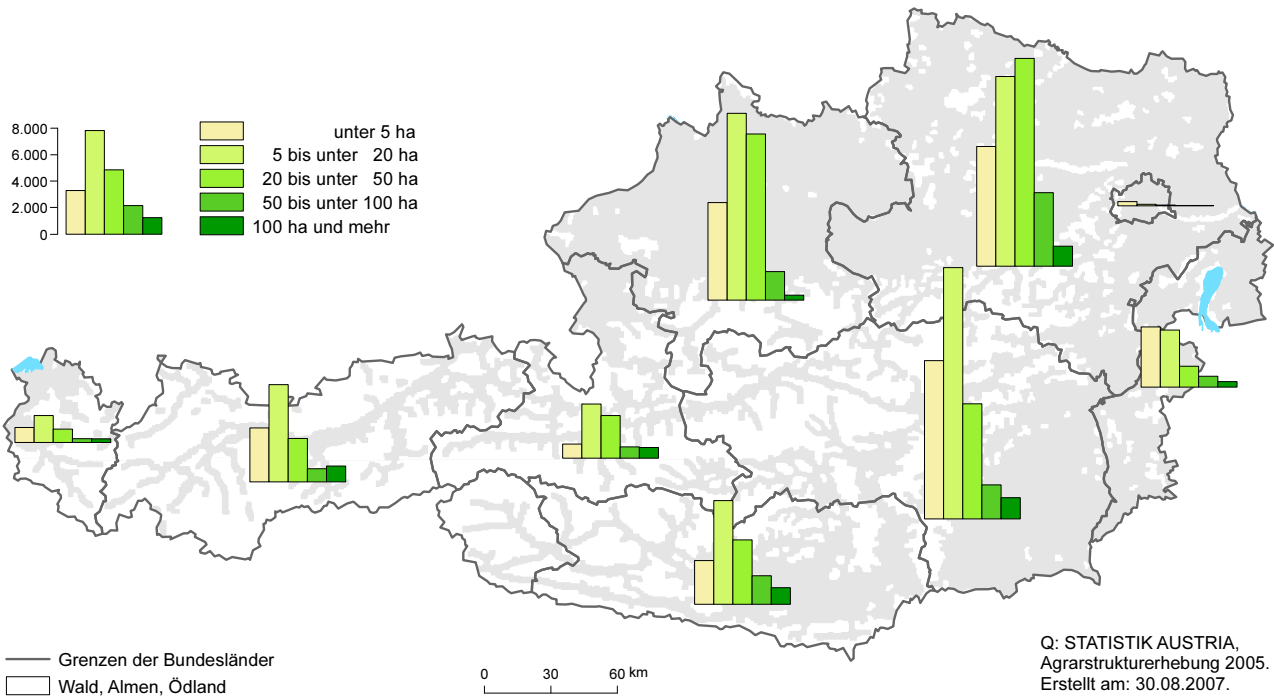 8.000
6.000
4.000
2.000
0
unter 5 ha
5 bis unter 20 ha
20 bis unter 50 ha
50 bis unter 100 ha
100 ha und mehr
Grenzen der Bundesländer
Wald, Almen, Ödland
0 30 60 km
Q: STATISTIK AUSTRIA,
Agrarstrukturerhebung 2005.
Erstellt am: 30.08.2007.